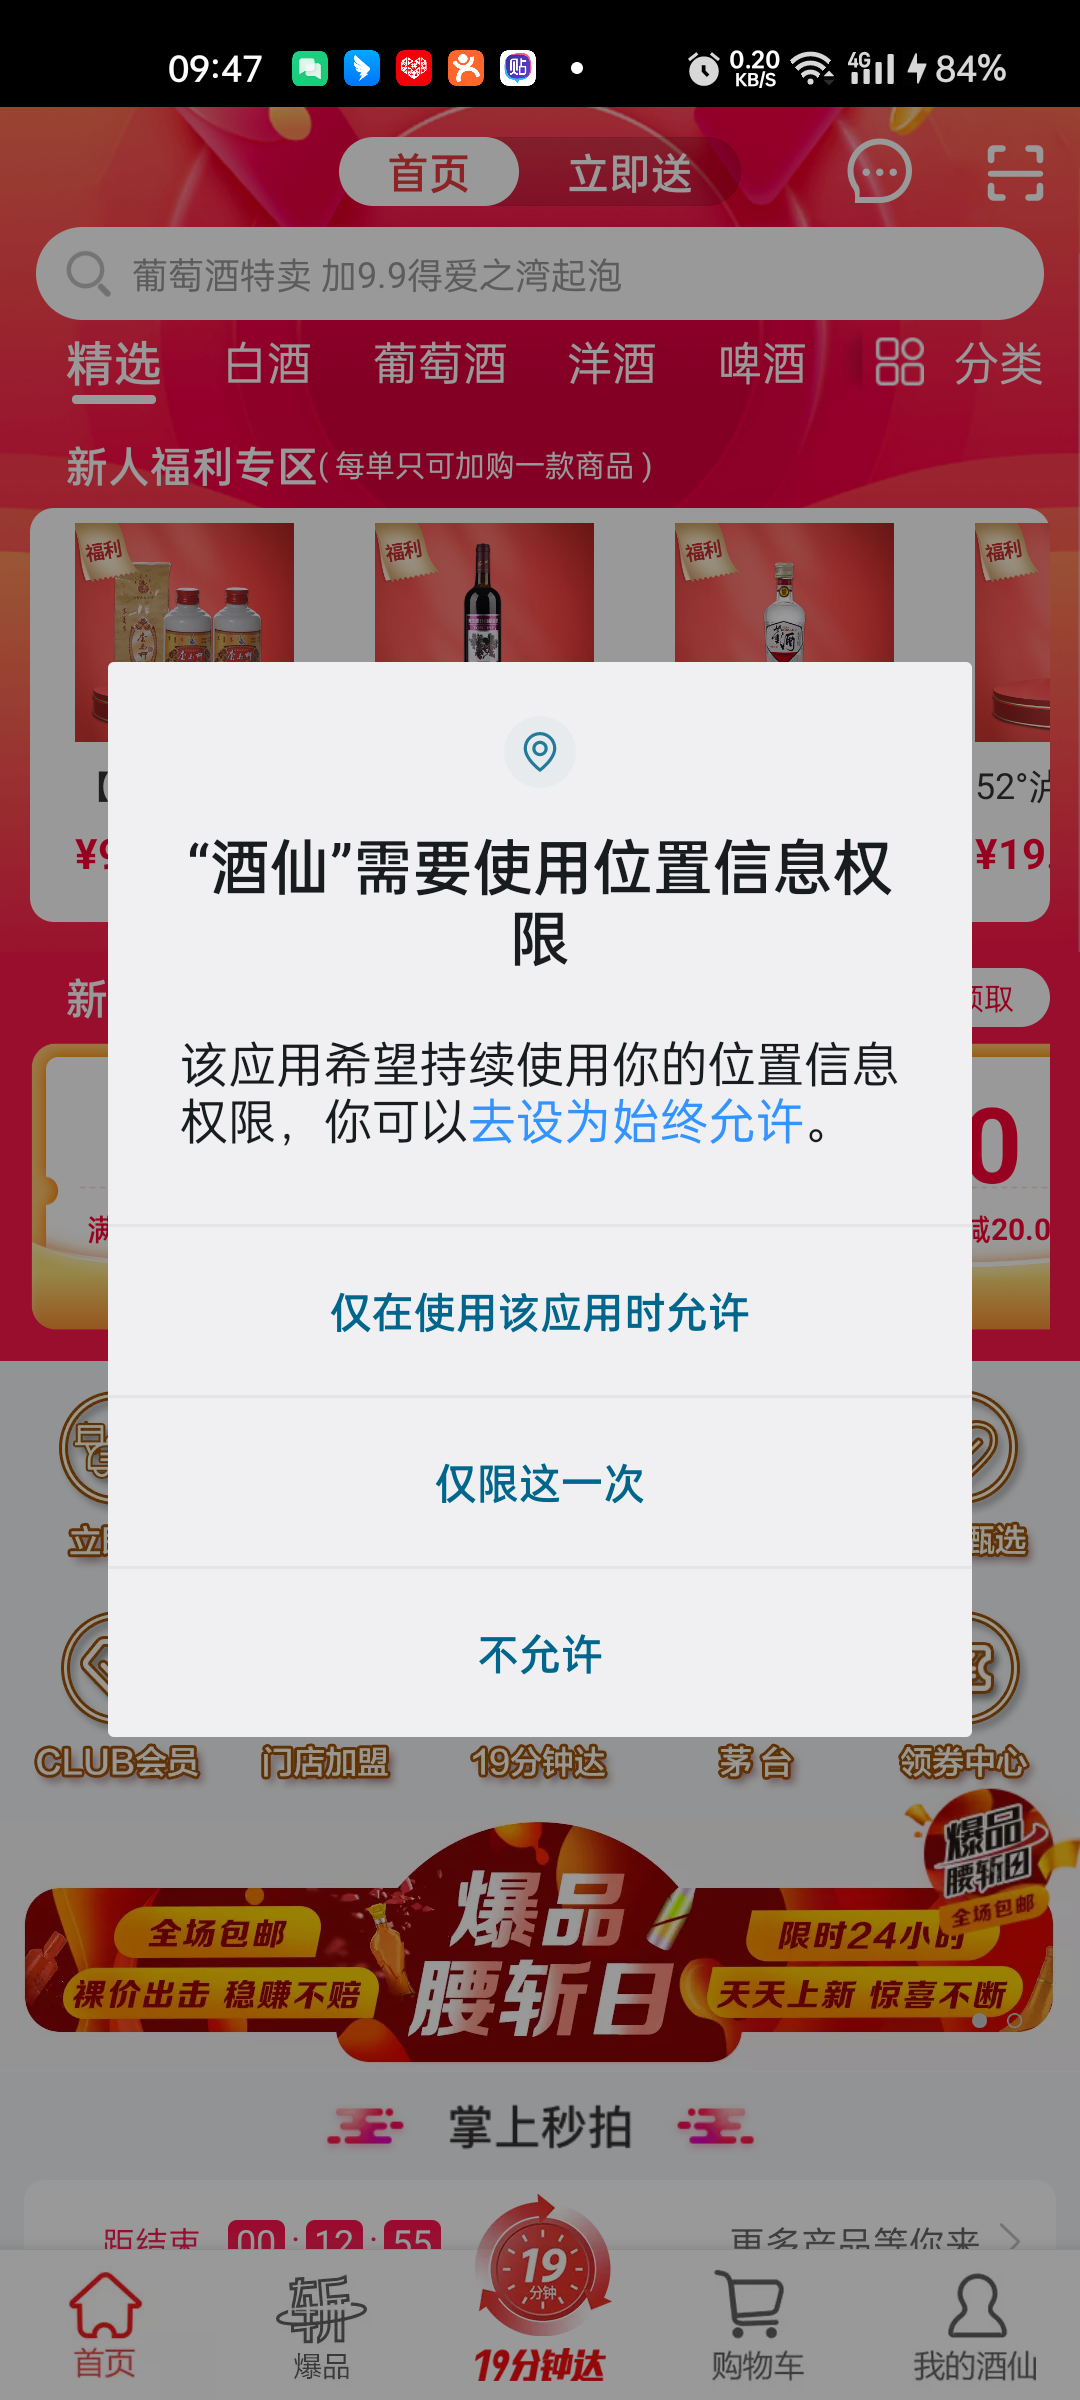 09:47
贴
0.20
KB/S
4G
84%
首页
立即送
葡萄酒特卖 加9.9得爱之湾起泡
精选
白酒
葡萄酒
洋酒
啤酒
分类
新人福利专区(每单只可加购一款商品)
福利
福利
福利
福利
52°
¥19.
“酒仙”需要使用位置信息权
限
该应用希望持续使用你的位置信息
权限，你可以去设为始终允许。
新
取
0
满
减20.0
仅在使用该应用时允许
仅限这一次
不允许
甄选
CLUB会员
门店加盟
19分钟达
茅台
领券中心
爆品
腰斩日
全场包邮
全场包邮
裸价出击 稳赚不赔
爆品
腰斩日
限时24小时
天天上新 惊喜不断
掌上秒拍
距结束
00:12:55
更多产品等你来
19
分钟
首页
爆品
19分钟达
购物车
我的酒仙